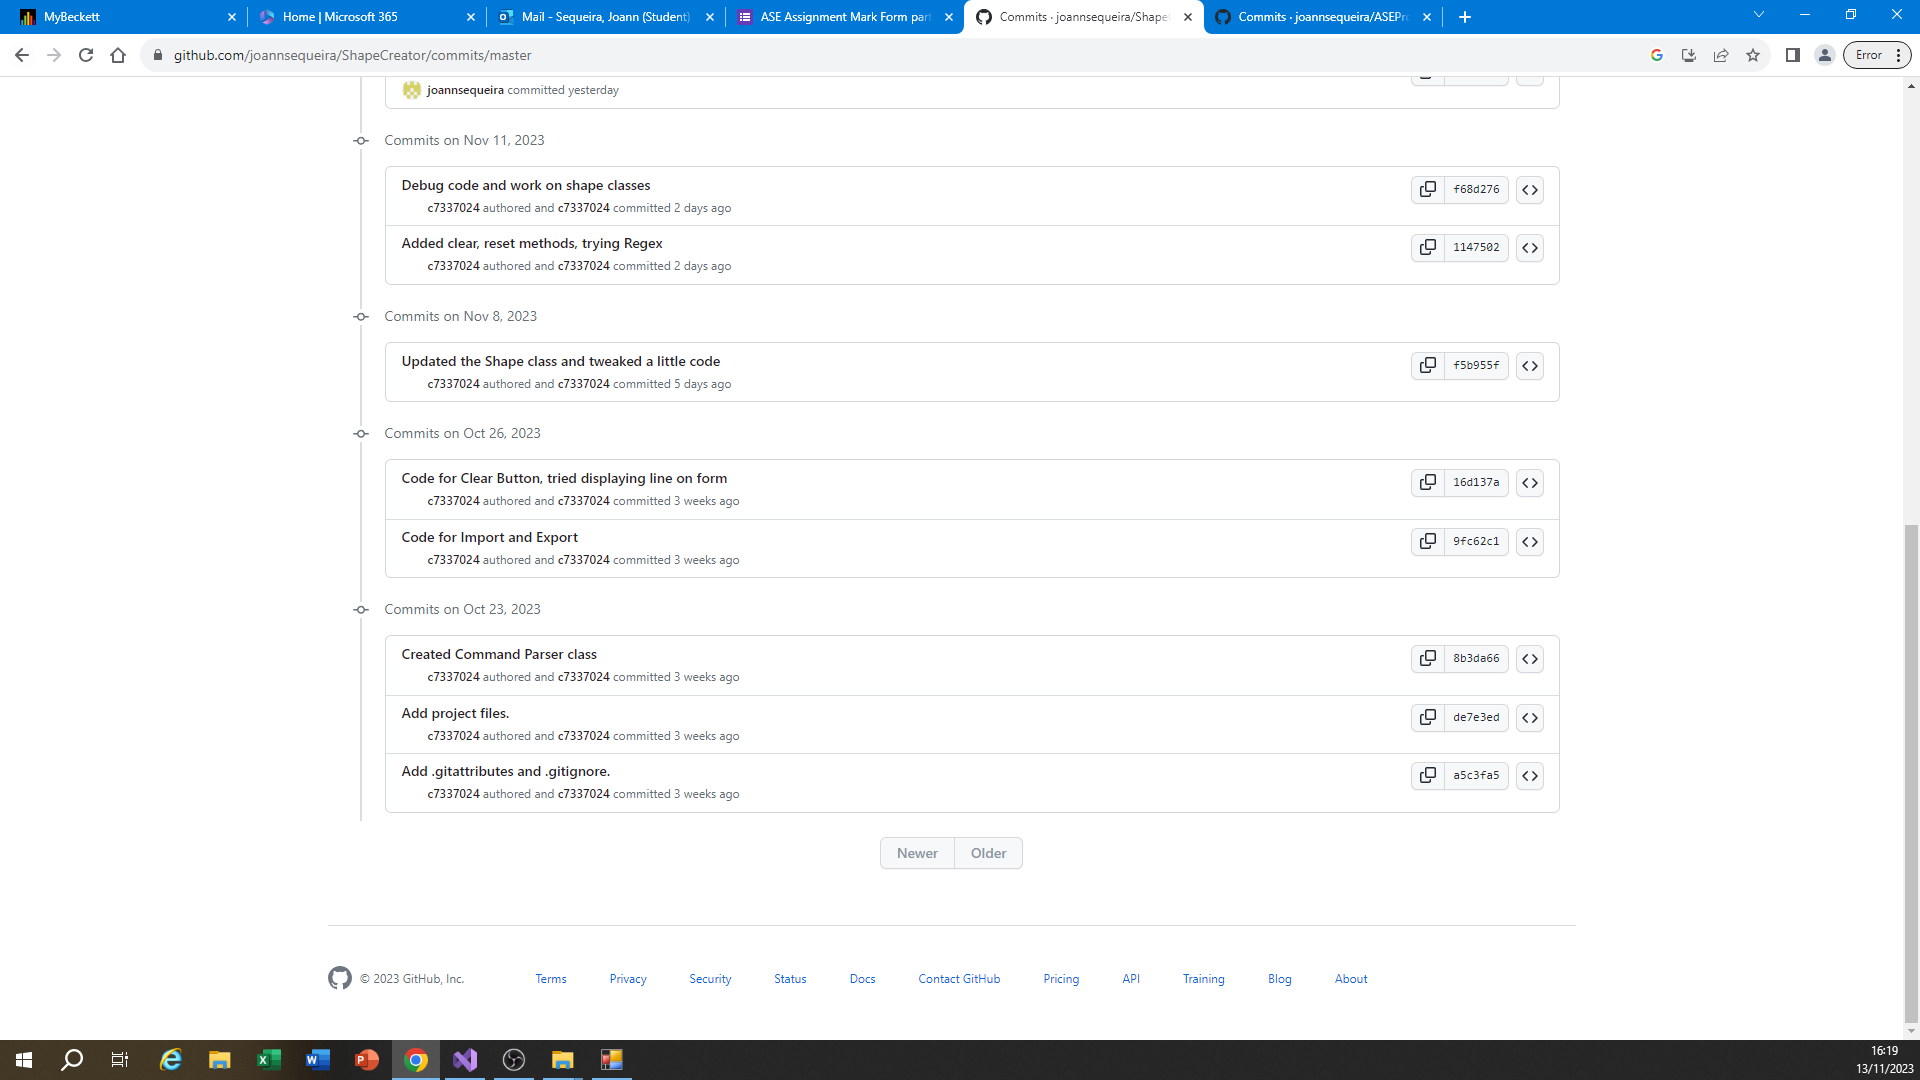 MyBeckett
Home | Microsoft 365
Mail - Sequeira, Joann (Student)
ASE Assignment Mark Form part
Commits · joannsequeira/Shape
Commits · joannsequeira/ASEPr
github.com/joannsequeira/ShapeCreator/commits/master
Error
joannsequeira committed yesterday
Commits on Nov 11, 2023
Debug code and work on shape classes
f68d276
c7337024 authored and c7337024 committed 2 days ago
Added clear, reset methods, trying Regex
1147502
c7337024 authored and c7337024 committed 2 days ago
Commits on Nov 8, 2023
Updated the Shape class and tweaked a little code
f5b955f
c7337024 authored and c7337024 committed 5 days ago
Commits on Oct 26, 2023
Code for Clear Button, tried displaying line on form
16d137a
c7337024 authored and c7337024 committed 3 weeks ago
Code for Import and Export
9fc62c1
c7337024 authored and c7337024 committed 3 weeks ago
Commits on Oct 23, 2023
Created Command Parser class
8b3da66
c7337024 authored and c7337024 committed 3 weeks ago
Add project files.
de7e3ed
c7337024 authored and c7337024 committed 3 weeks ago
Add .gitattributes and .gitignore.
a5c3fa5
c7337024 authored and c7337024 committed 3 weeks ago
Newer Older
© 2023 GitHub, Inc. Terms Privacy Security Status Docs Contact GitHub Pricing API Training Blog About
16:19
13/11/2023